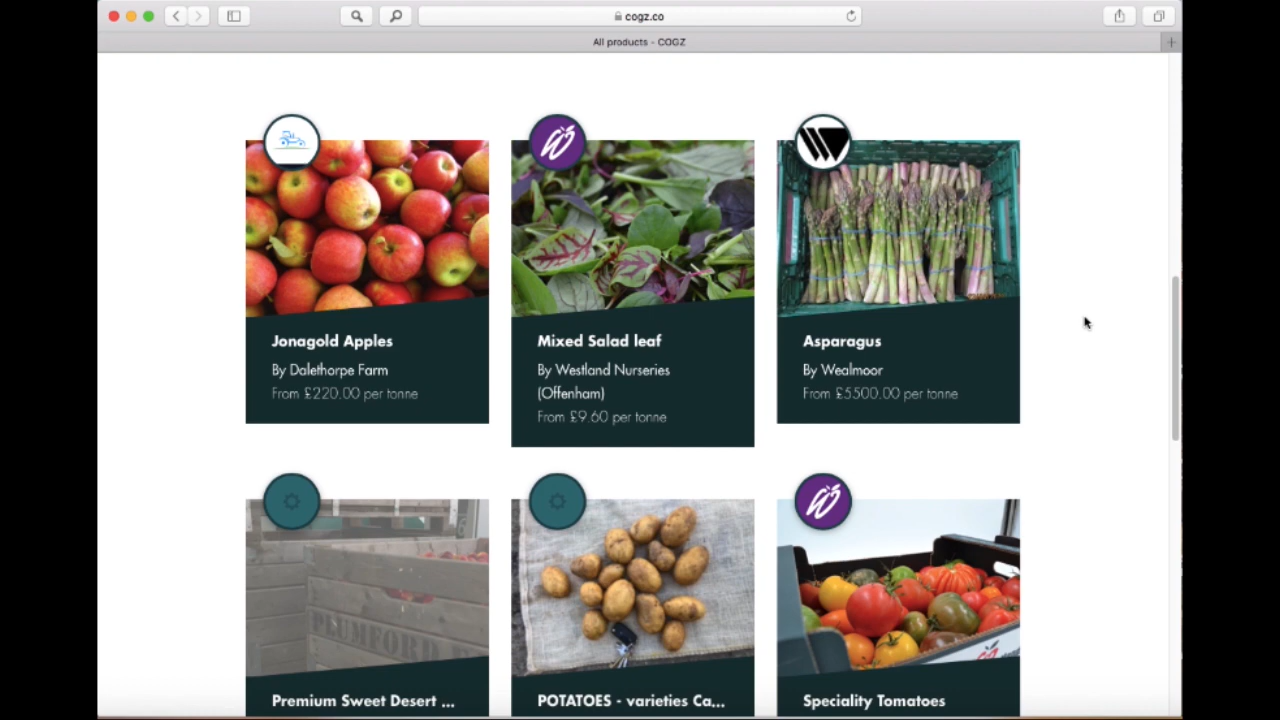 cogz.co
All products - COGZ
Jonagold Apples
By Dalethorpe Farm
From £220.00 per tonne
Mixed Salad leaf
By Westland Nurseries
(Offenham)
From £9.60 per tonne
Asparagus
By Wealmoor
From £5500.00 per tonne
PLUMFORD
Premium Sweet Desert ...
POTATOES - varieties Ca...
Speciality Tomatoes